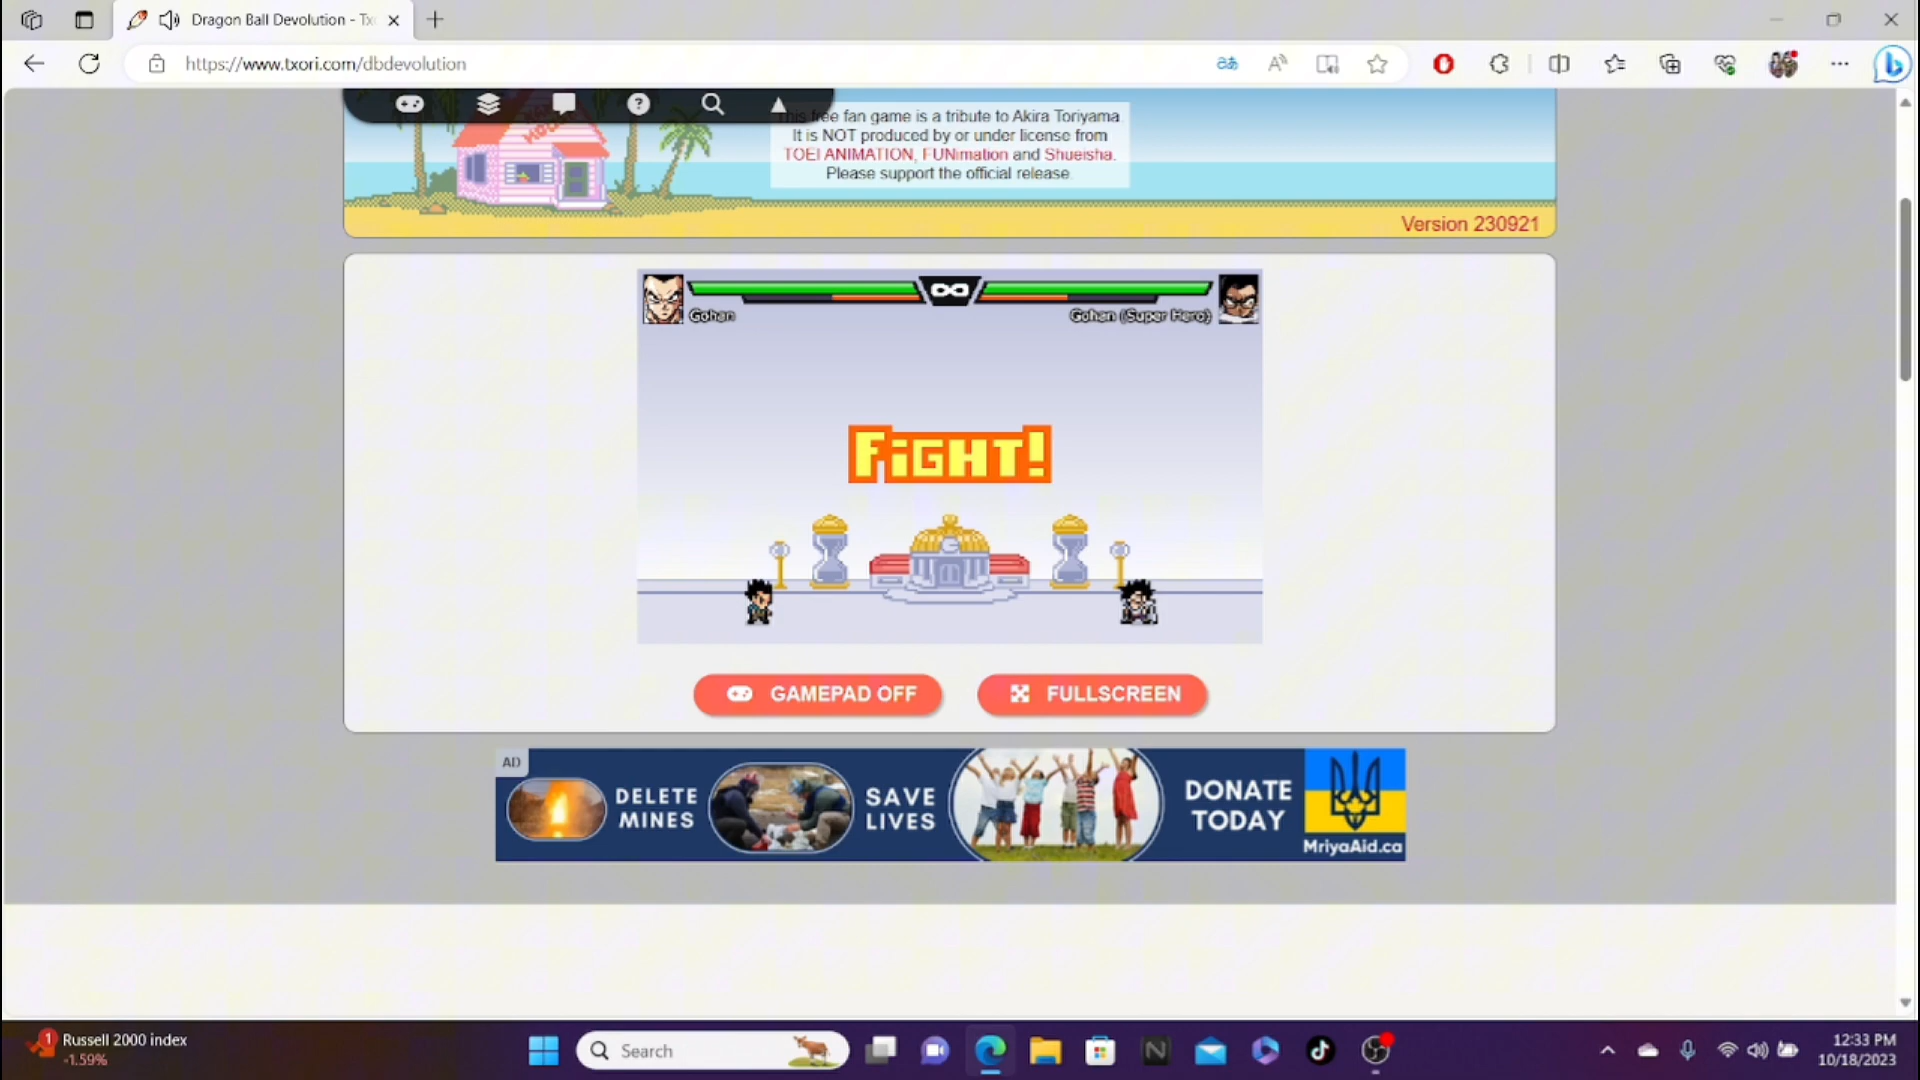 Dragon Ball Devolution - Tx
https://www.txori.com/dbdevolution
This free fan game is a tribute to Akira Toriyama.
It is NOT produced by or under license from
TOEI ANIMATION, FUNimation and Shueisha.
Please support the official release.
Version 230921
Gohan
Gohan (Super Hero)
FiGHT!
GAMEPAD OFF
FULLSCREEN
AD
DELETE
MINES
SAVE
LIVES
DONATE
TODAY
MriyaAid.ca
1
Russell 2000 index
-1.59%
Search
12:33 PM
10/18/2023